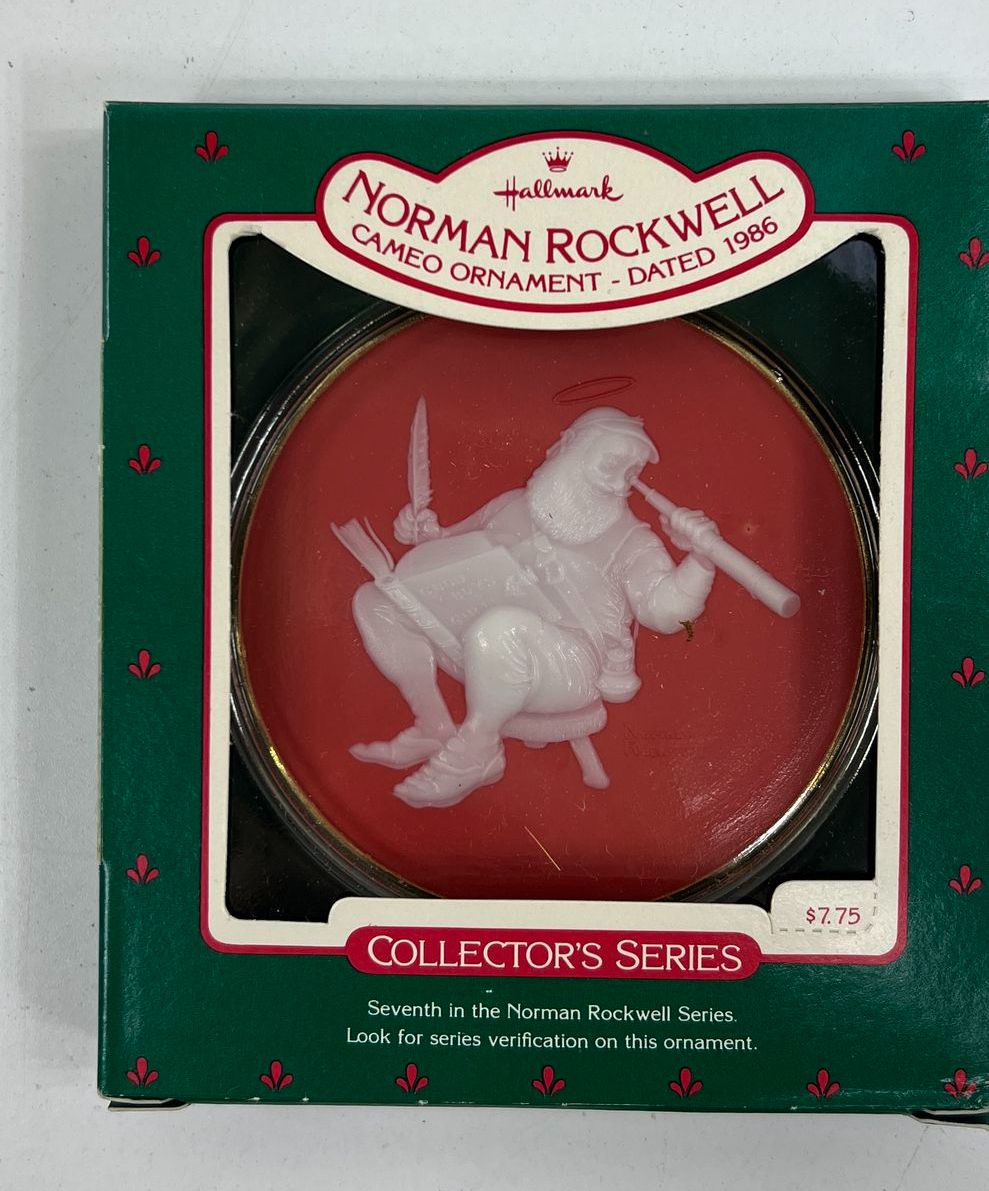 Hallmark
NORMAN ROCKWELL
CAMEO ORNAMENT - DATED 1986
$7.75
COLLECTOR'S SERIES
Seventh in the Norman Rockwell Series.
Look for series verification on this ornament.